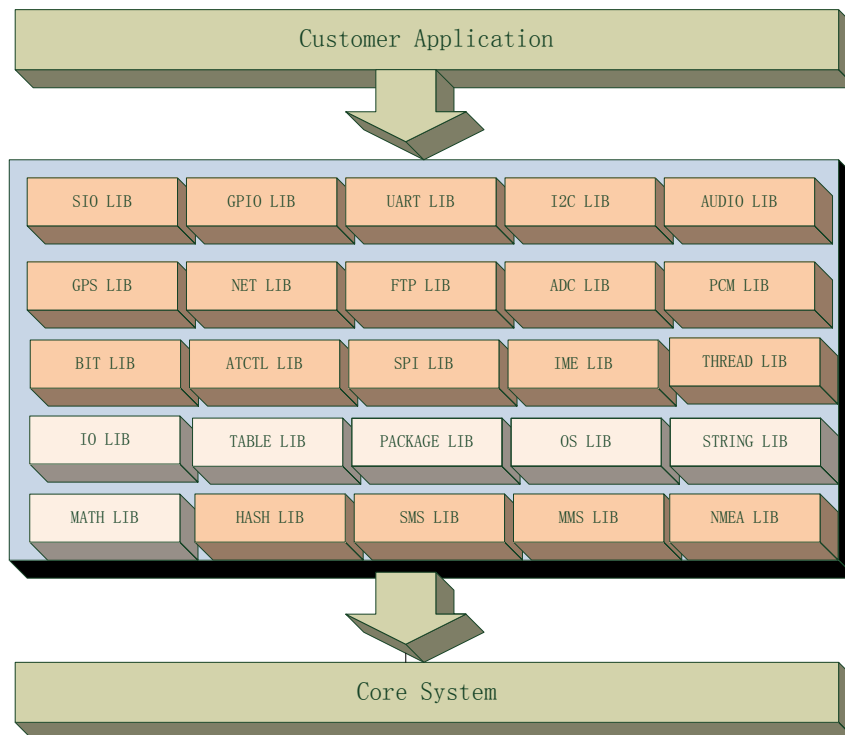 Customer Application
SIO LIB GPIO LIB UART LIB I2C LIB AUDIO LIB
GPS LIB NET LIB FTP LIB ADC LIB PCM LIB
BIT LIB ATCTL LIB SPI LIB IME LIB THREAD LIB
IO LIB TABLE LIB PACKAGE LIB OS LIB STRING LIB
MATH LIB HASH LIB SMS LIB MMS LIB NMEA LIB
Core System